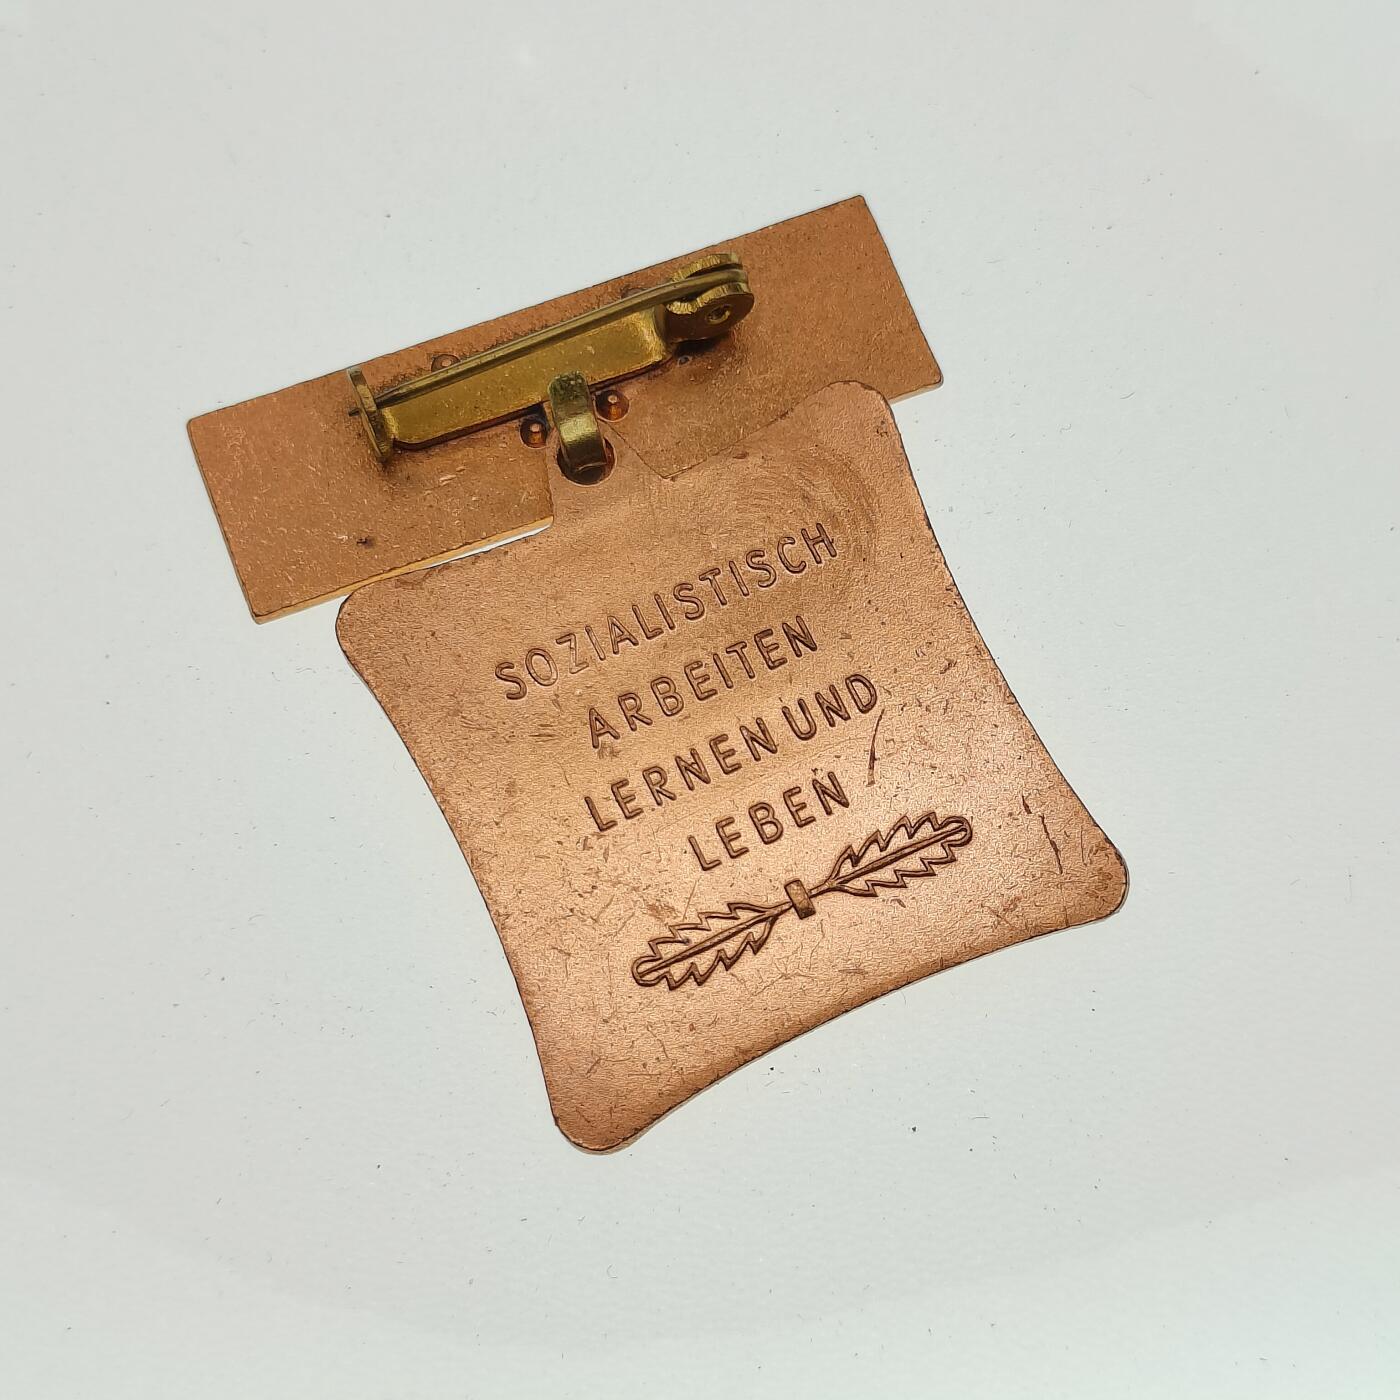 SOZIALISTISCH
ARBEITEN
LERNEN UND
LEBEN